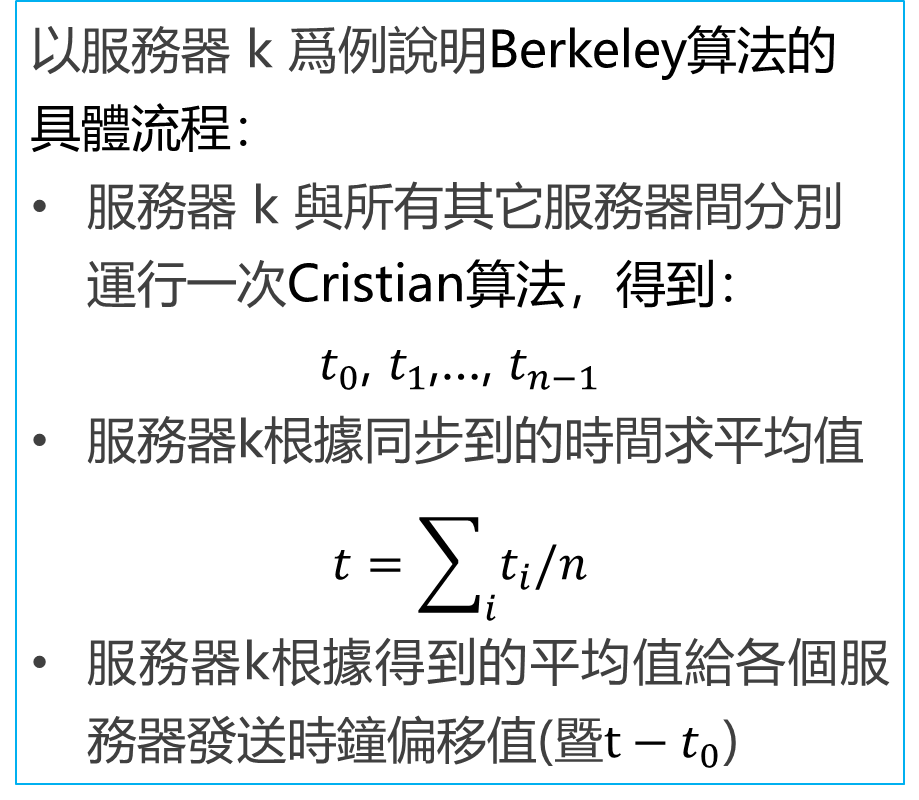 以服務器 k 爲例說明Berkeley算法的
具體流程：
• 服務器 k 與所有其它服務器間分別
運行一次Cristian算法，得到：
t₀, t₁,…, tₙ₋₁
• 服務器k根據同步到的時間求平均值
t = ∑ᵢ tᵢ/n
• 服務器k根據得到的平均值給各個服
務器發送時鐘偏移值(暨t − t₀)